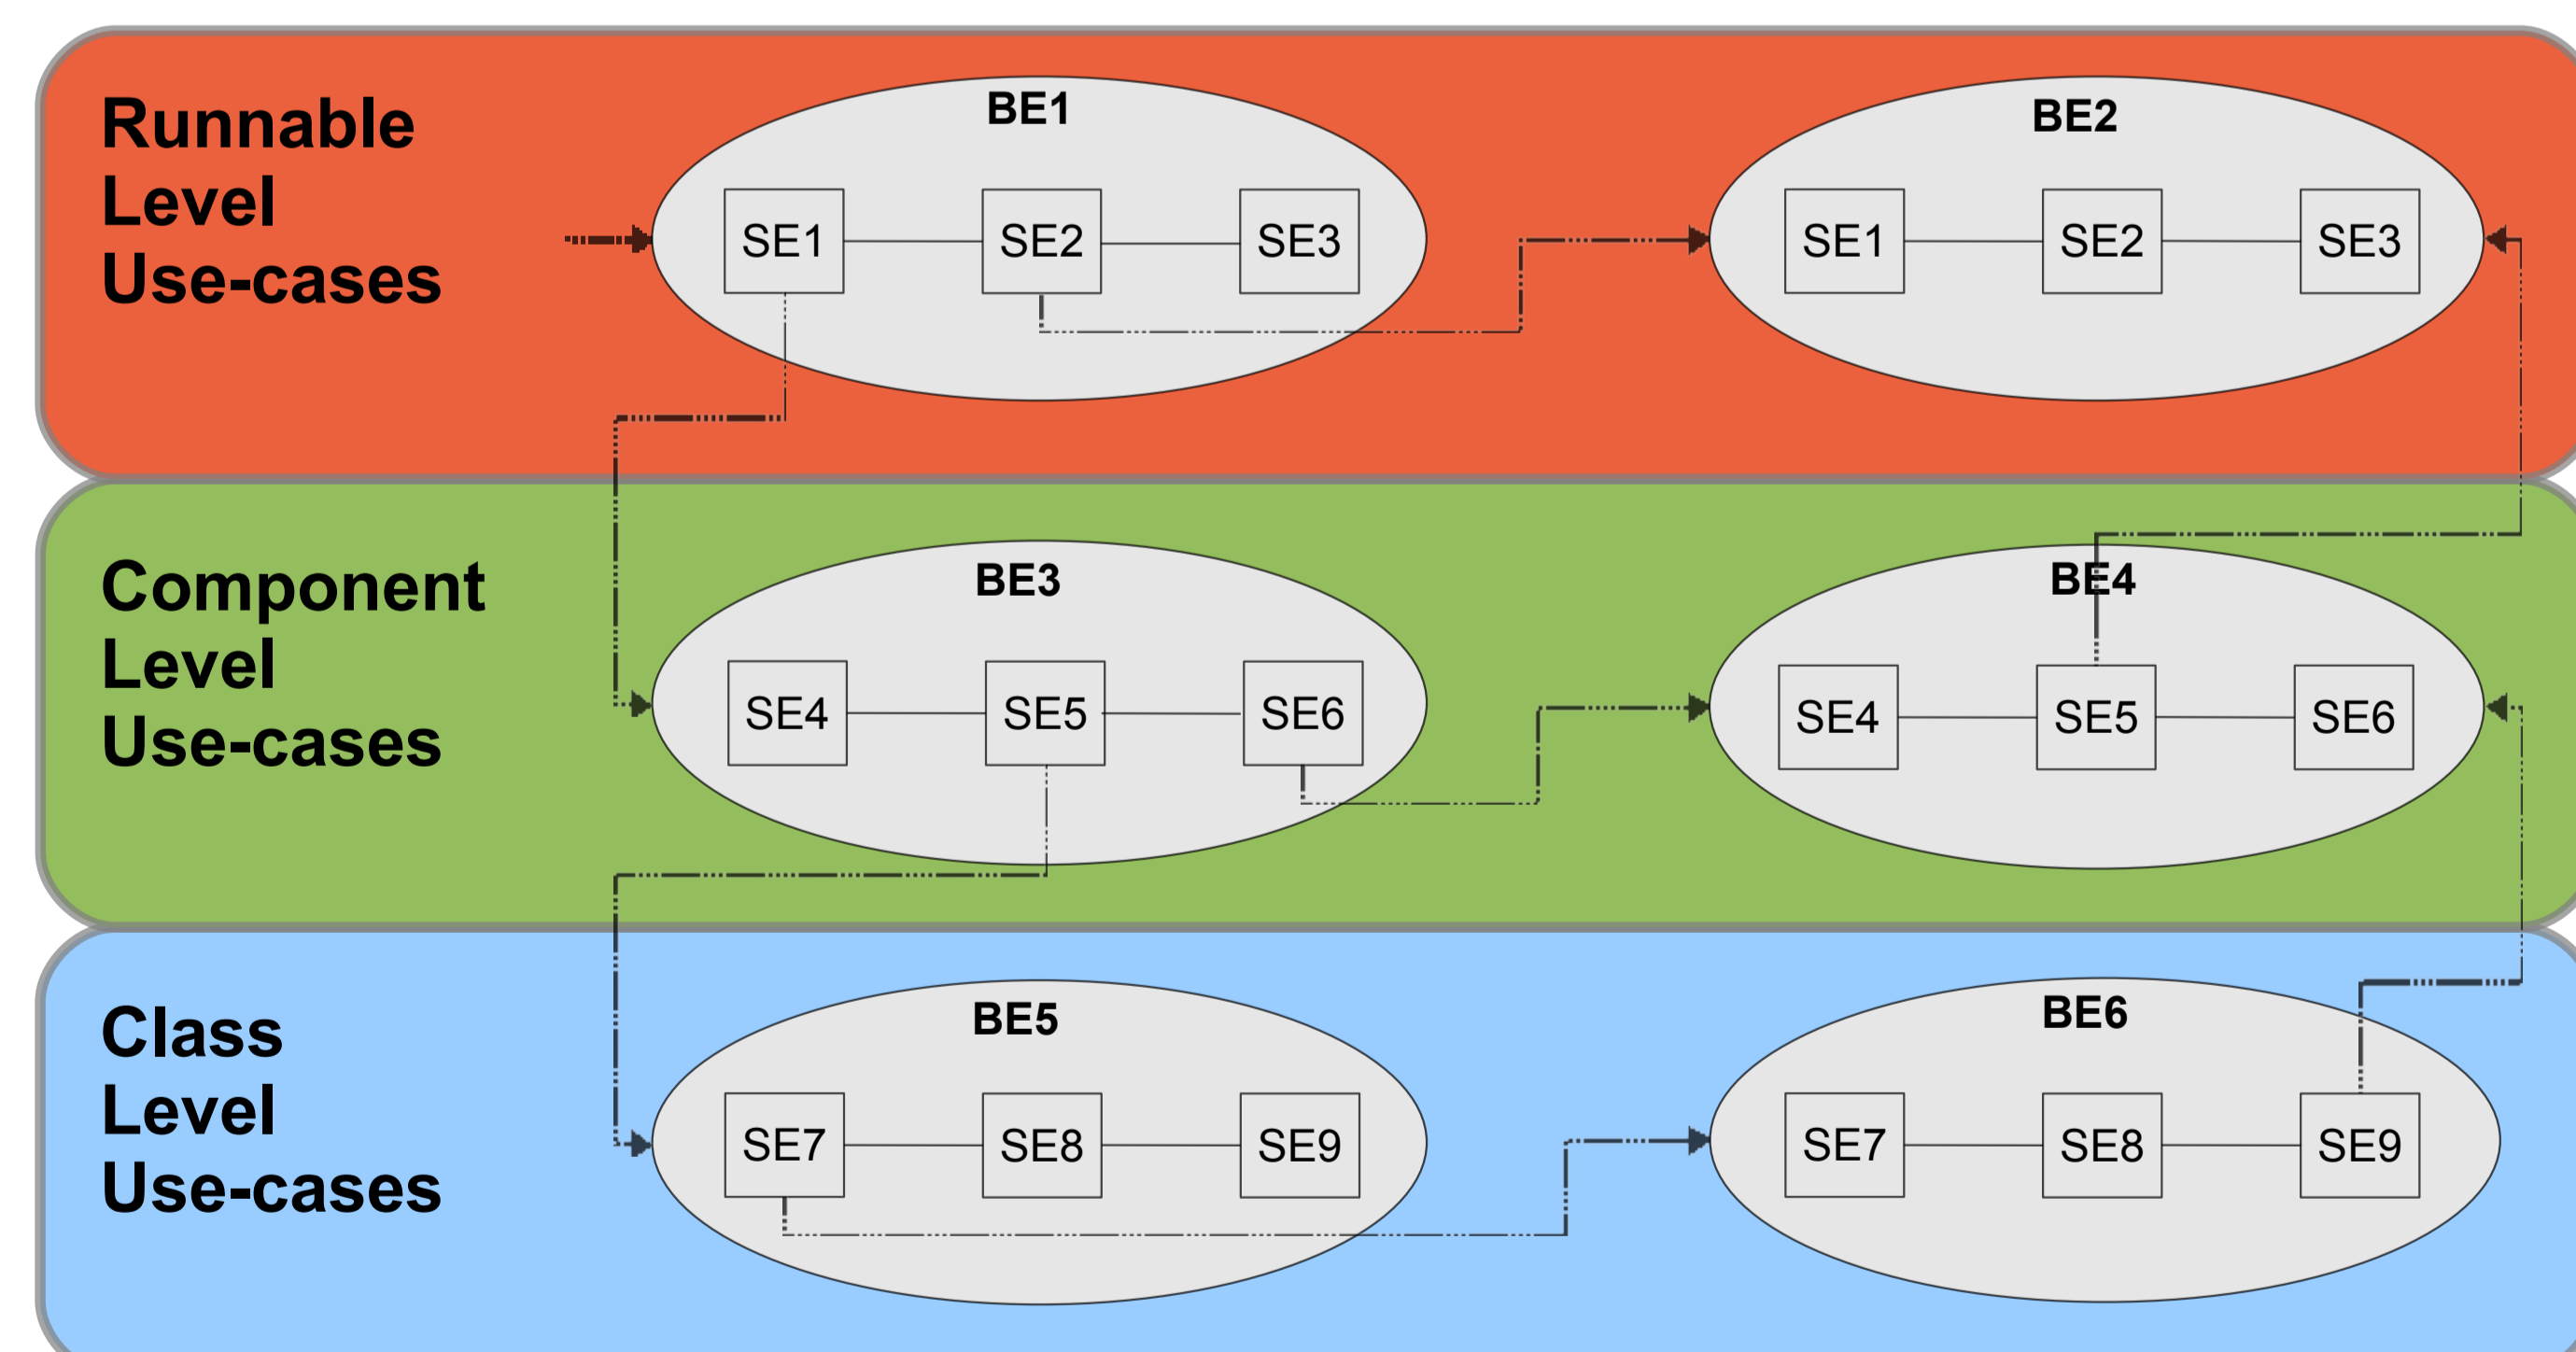 Runnable
Level
Use-cases
BE1
SE1 SE2 SE3
BE2
SE1 SE2 SE3
Component
Level
Use-cases
BE3
SE4 SE5 SE6
BE4
SE4 SE5 SE6
Class
Level
Use-cases
BE5
SE7 SE8 SE9
BE6
SE7 SE8 SE9